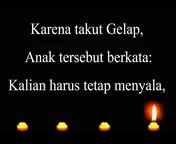 Karena takut Gelap,
Anak tersebut berkata:
Kalian harus tetap menyala,